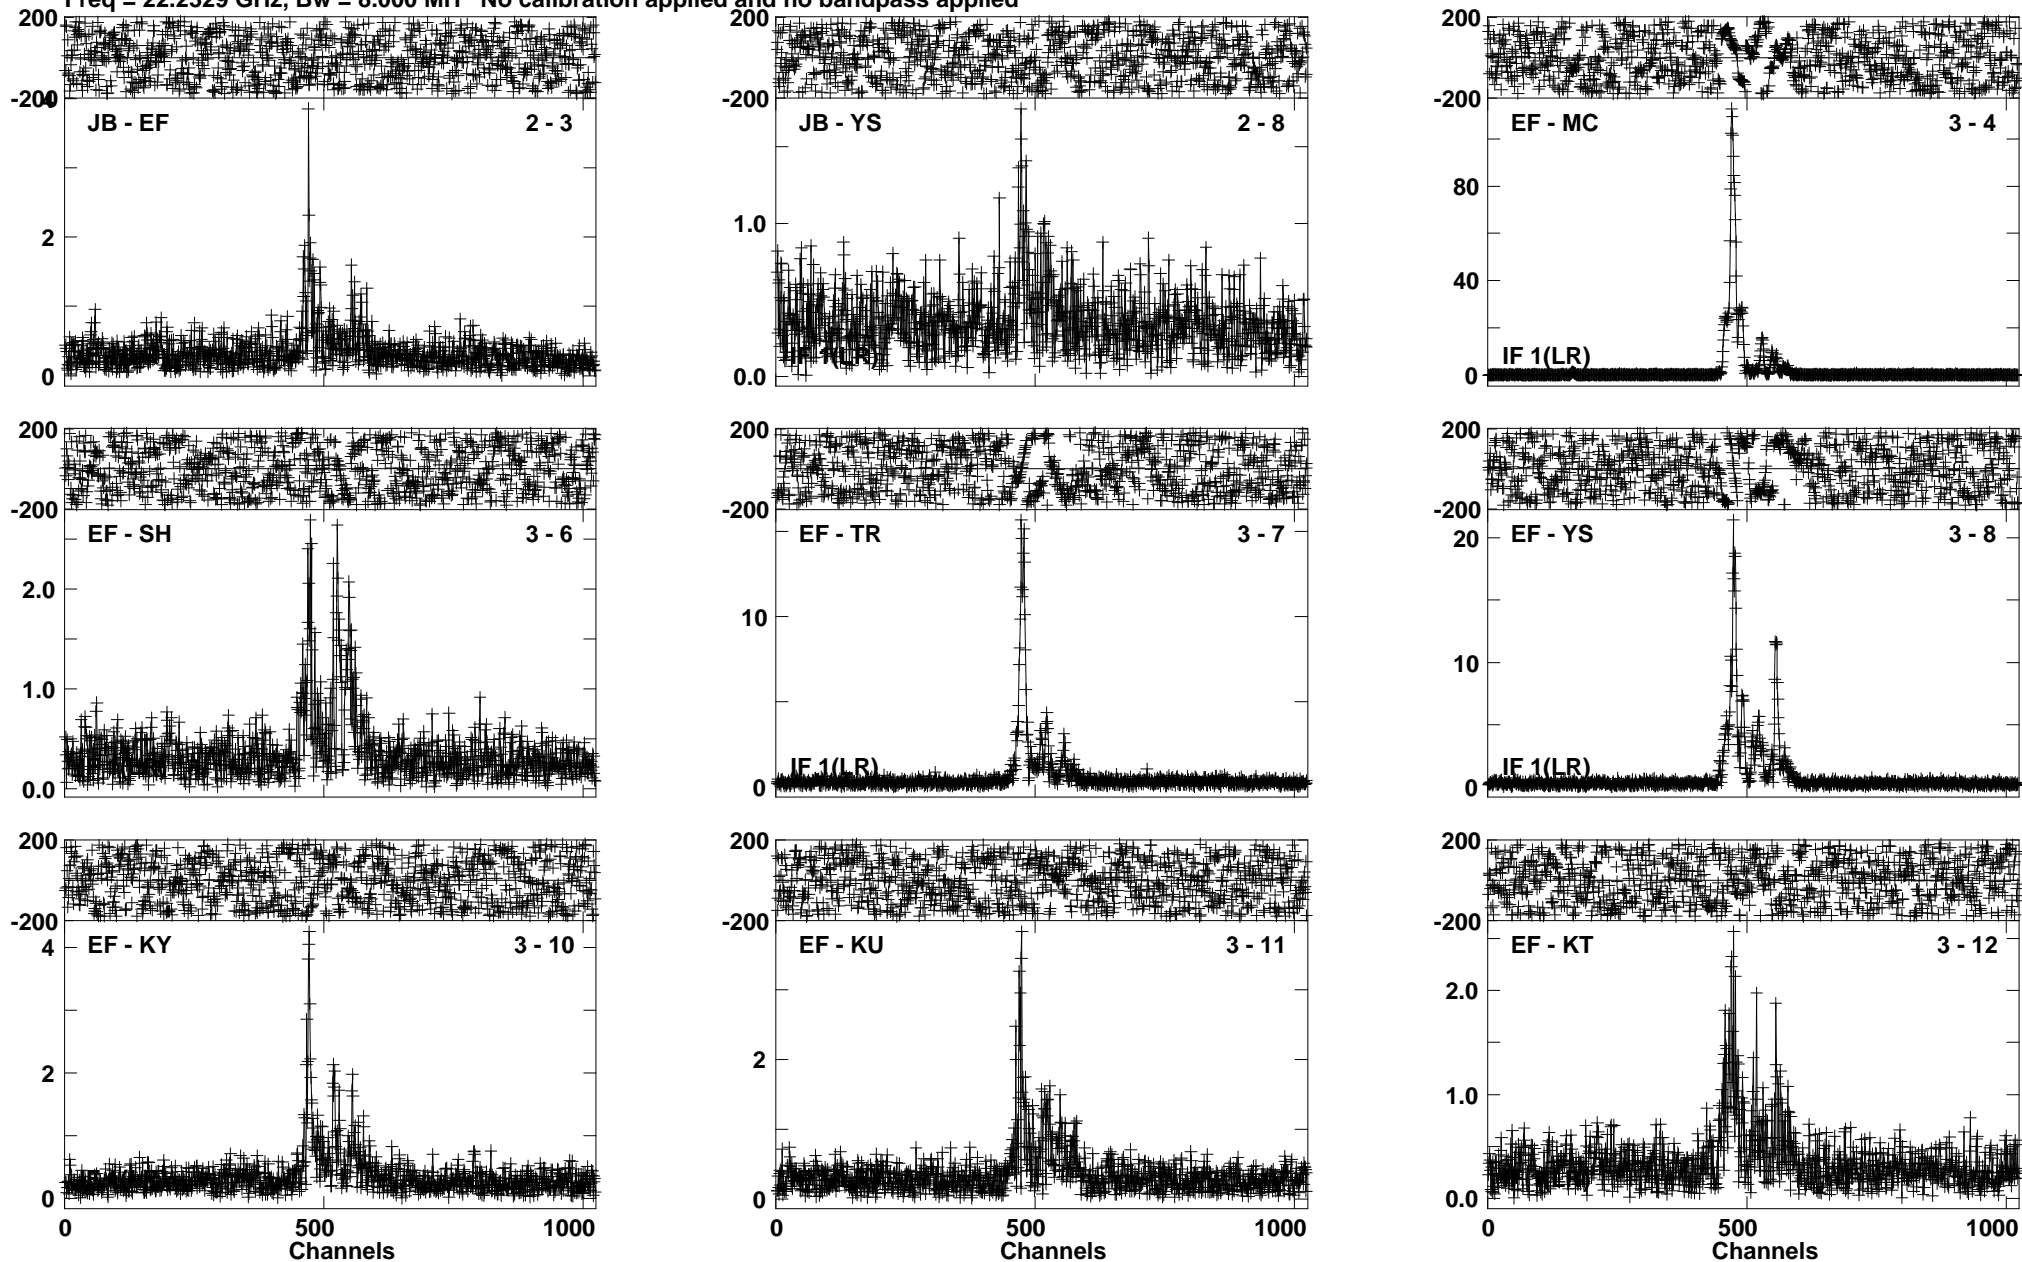 Freq = 22.2329 GHz, Bw = 8.000 MH No calibration applied and no bandpass applied
200 200 200
-200 -200 -200
4
JB - EF 2 - 3 JB - YS 2 - 8 EF - MC 3 - 4
80
2 1.0
40
IF 1(LR) IF 1(LR)
0 0.0 0
200 200 200
-200 -200 -200
EF - SH 3 - 6 EF - TR 3 - 7 EF - YS 3 - 8
20
2.0
10
10
1.0
IF 1(LR) IF 1(LR)
0.0 0 0
200 200 200
-200 -200 -200
EF - KY 3 - 10 EF - KU 3 - 11 EF - KT 3 - 12
4
2.0
2 2
1.0
0 0 0.0
0 500 1000 0 500 1000 0 500 1000
Channels Channels Channels